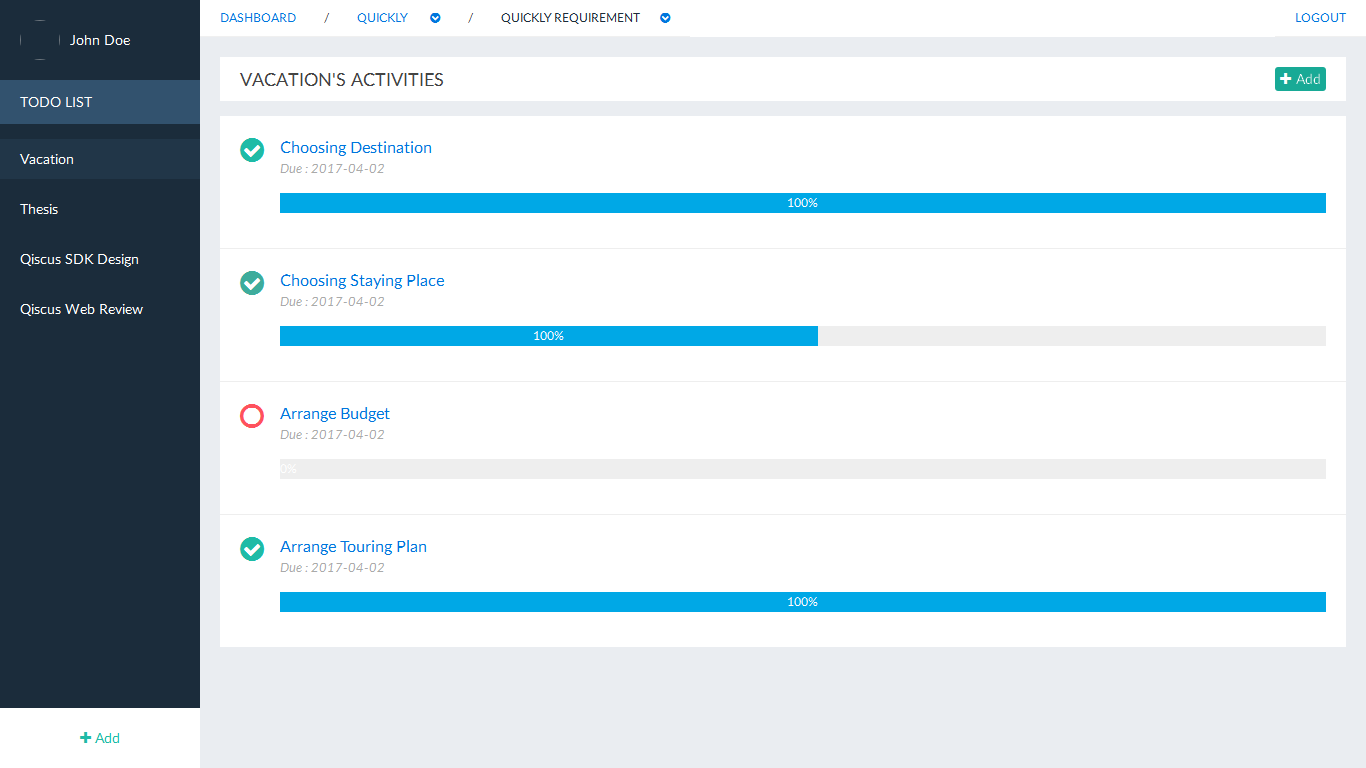 John Doe
TODO LIST
Vacation
Thesis
Qiscus SDK Design
Qiscus Web Review
Add
DASHBOARD / QUICKLY / QUICKLY REQUIREMENT LOGOUT
VACATION'S ACTIVITIES Add
Choosing Destination
Due : 2017-04-02
100%
Choosing Staying Place
Due : 2017-04-02
100%
Arrange Budget
Due : 2017-04-02
0%
Arrange Touring Plan
Due : 2017-04-02
100%